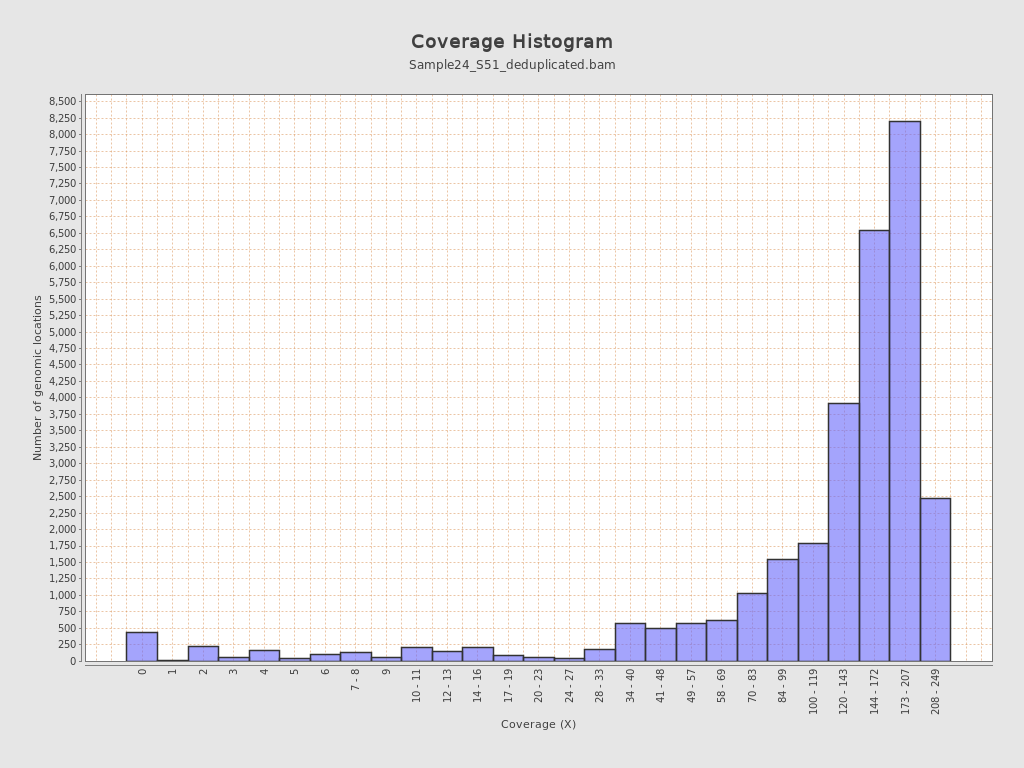 Coverage Histogram
Sample24_S51_deduplicated.bam
Number of genomic locations
8,500
8,250
8,000
7,750
7,500
7,250
7,000
6,750
6,500
6,250
6,000
5,750
5,500
5,250
5,000
4,750
4,500
4,250
4,000
3,750
3,500
3,250
3,000
2,750
2,500
2,250
2,000
1,750
1,500
1,250
1,000
750
500
250
0
0
1
2
3
4
5
6
7 - 8
9
10 - 11
12 - 13
14 - 16
17 - 19
20 - 23
24 - 27
28 - 33
34 - 40
41 - 48
49 - 57
58 - 69
70 - 83
84 - 99
100 - 119
120 - 143
144 - 172
173 - 207
208 - 249
Coverage (X)